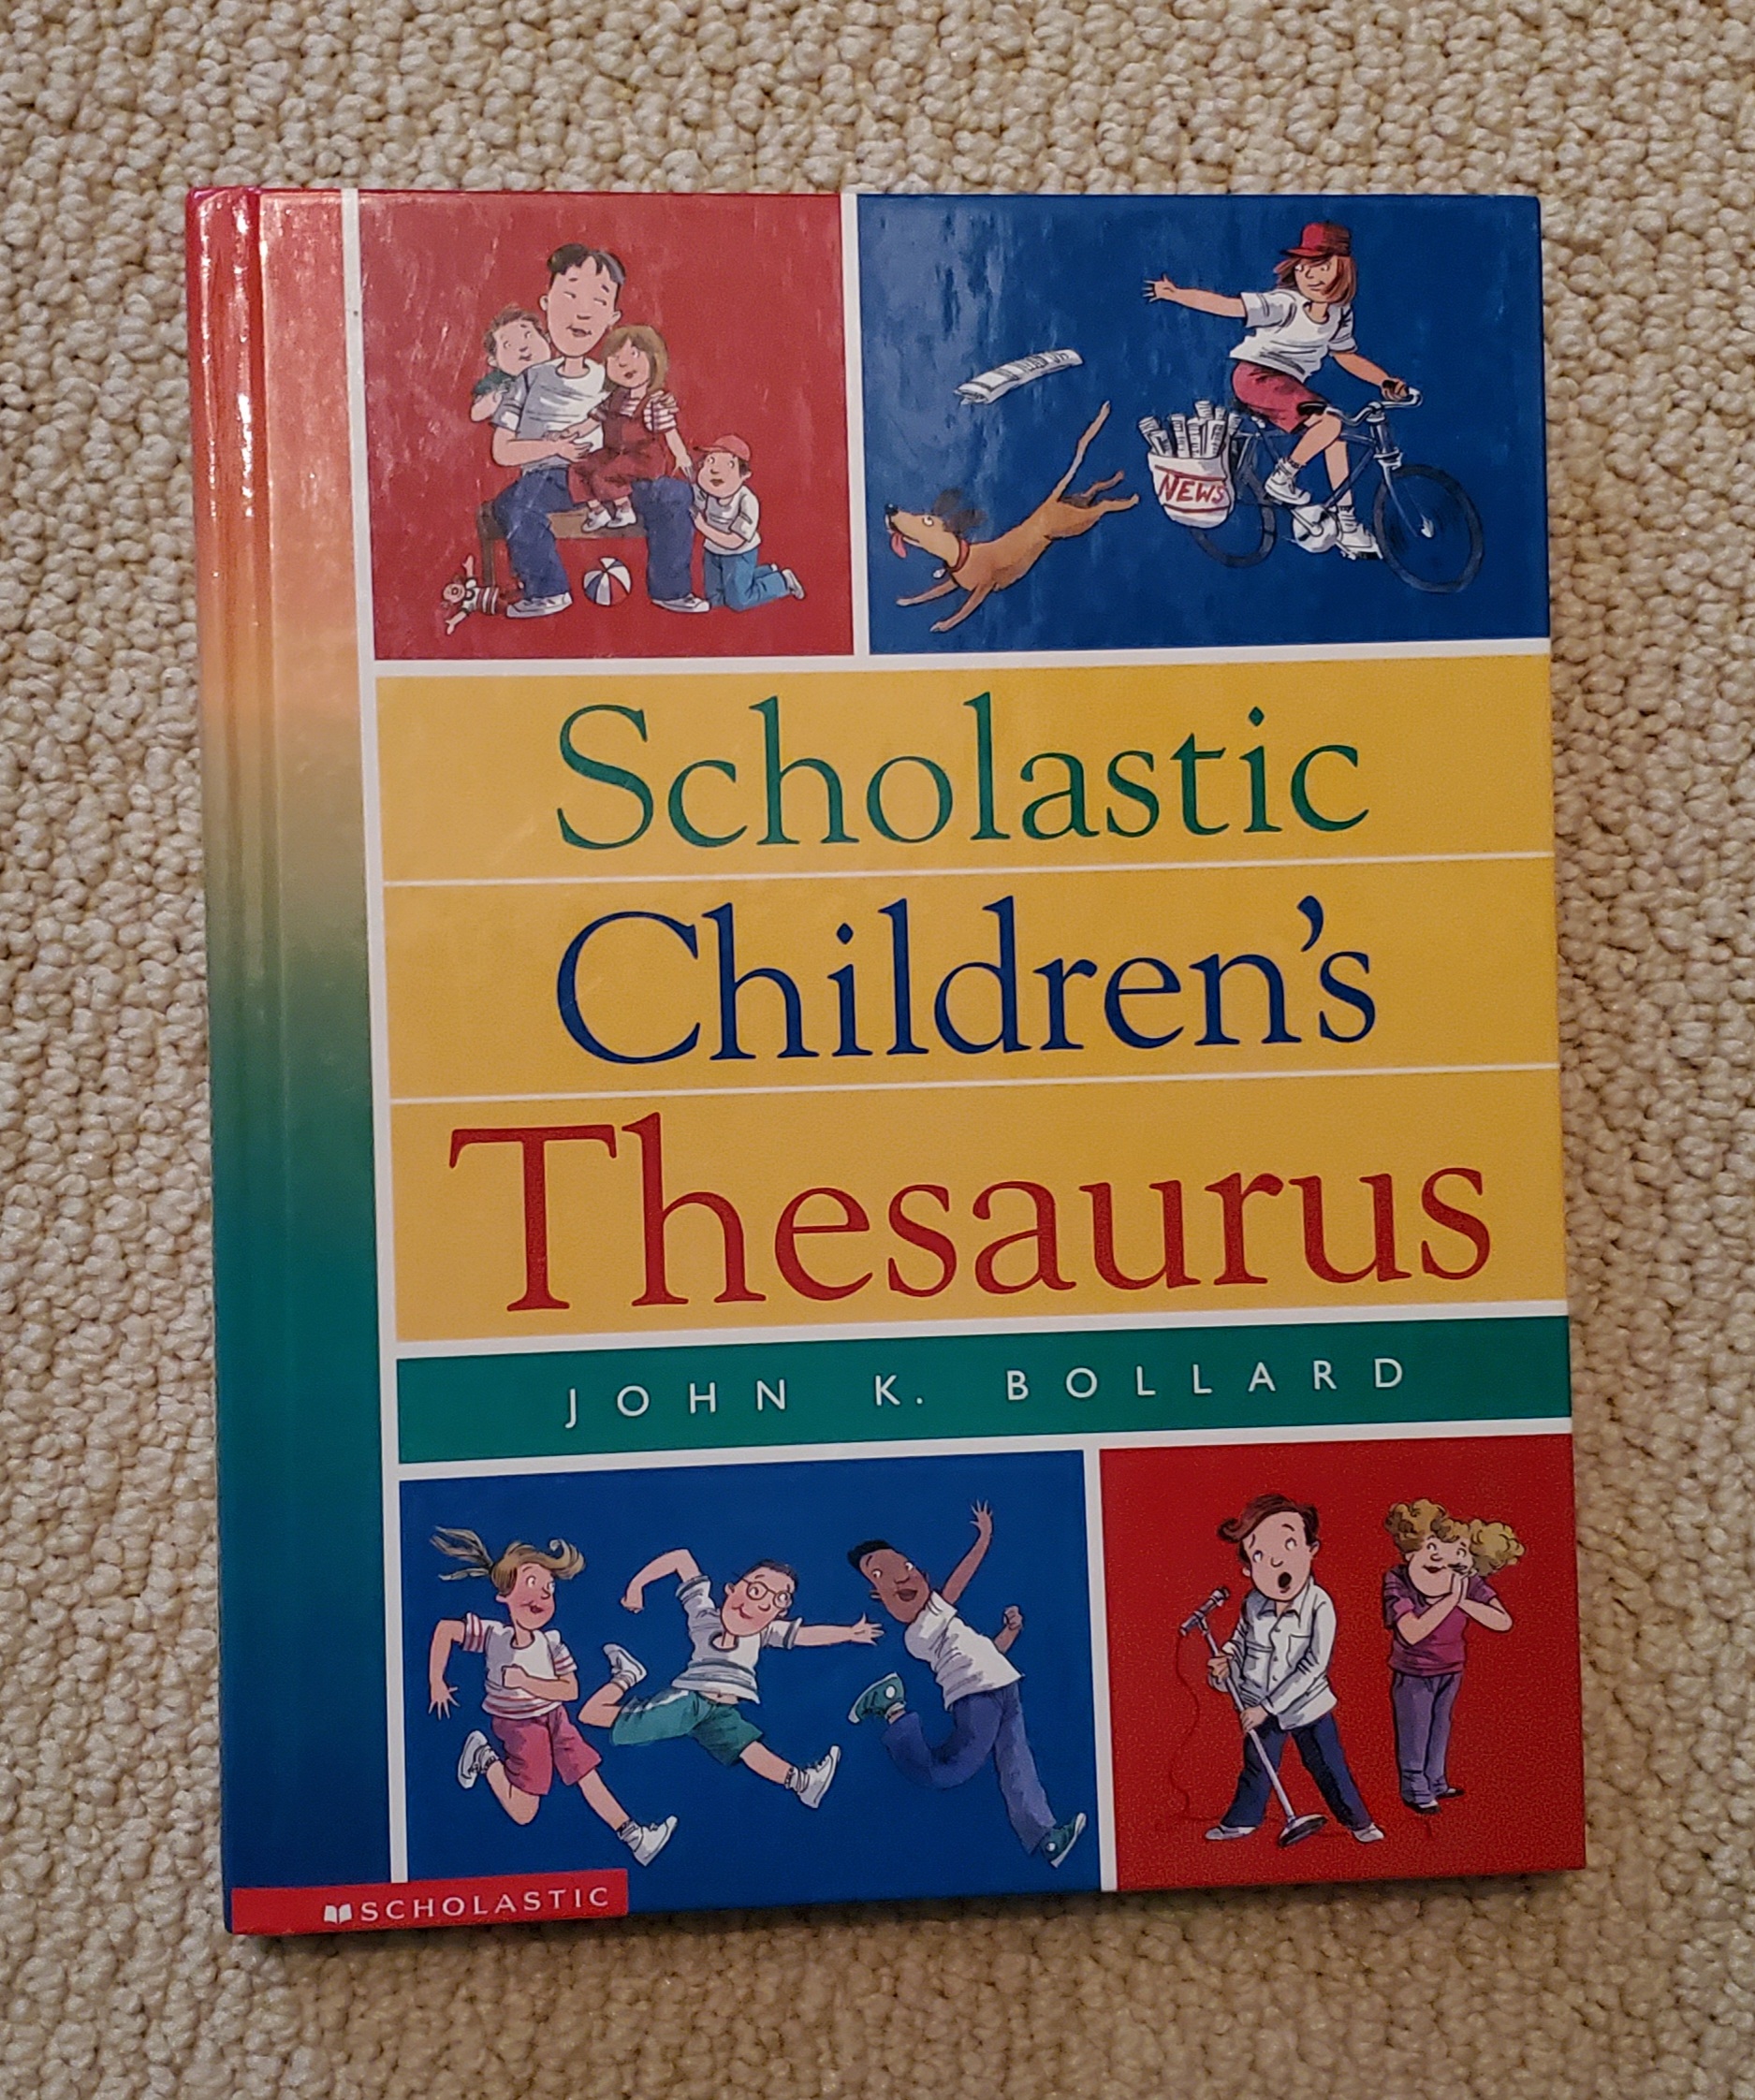 NEWS
Scholastic
Children's
Thesaurus
JOHN K. BOLLARD
SCHOLASTIC